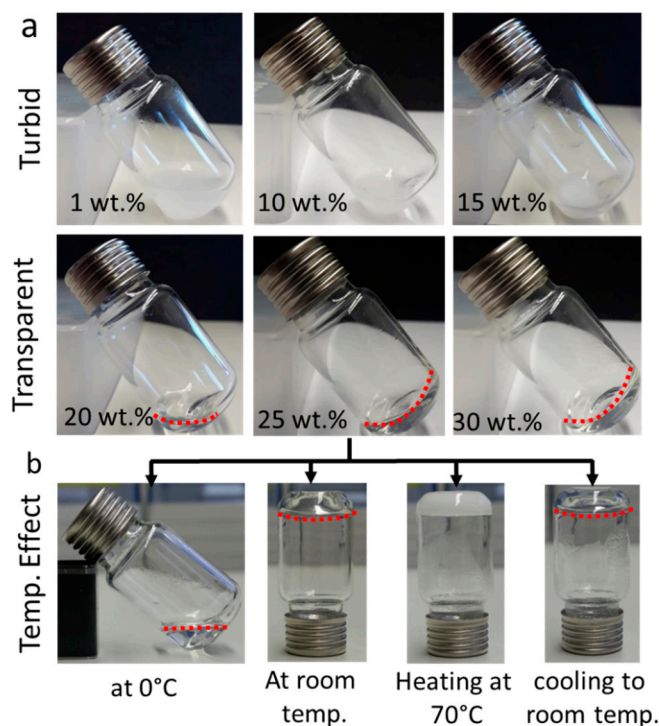 a
Turbid
1 wt.%
10 wt.%
15 wt.%
Transparent
20 wt.%
25 wt.%
30 wt.%
b
Temp. Effect
at 0°C
At room
temp.
Heating at
70°C
cooling to
room temp.